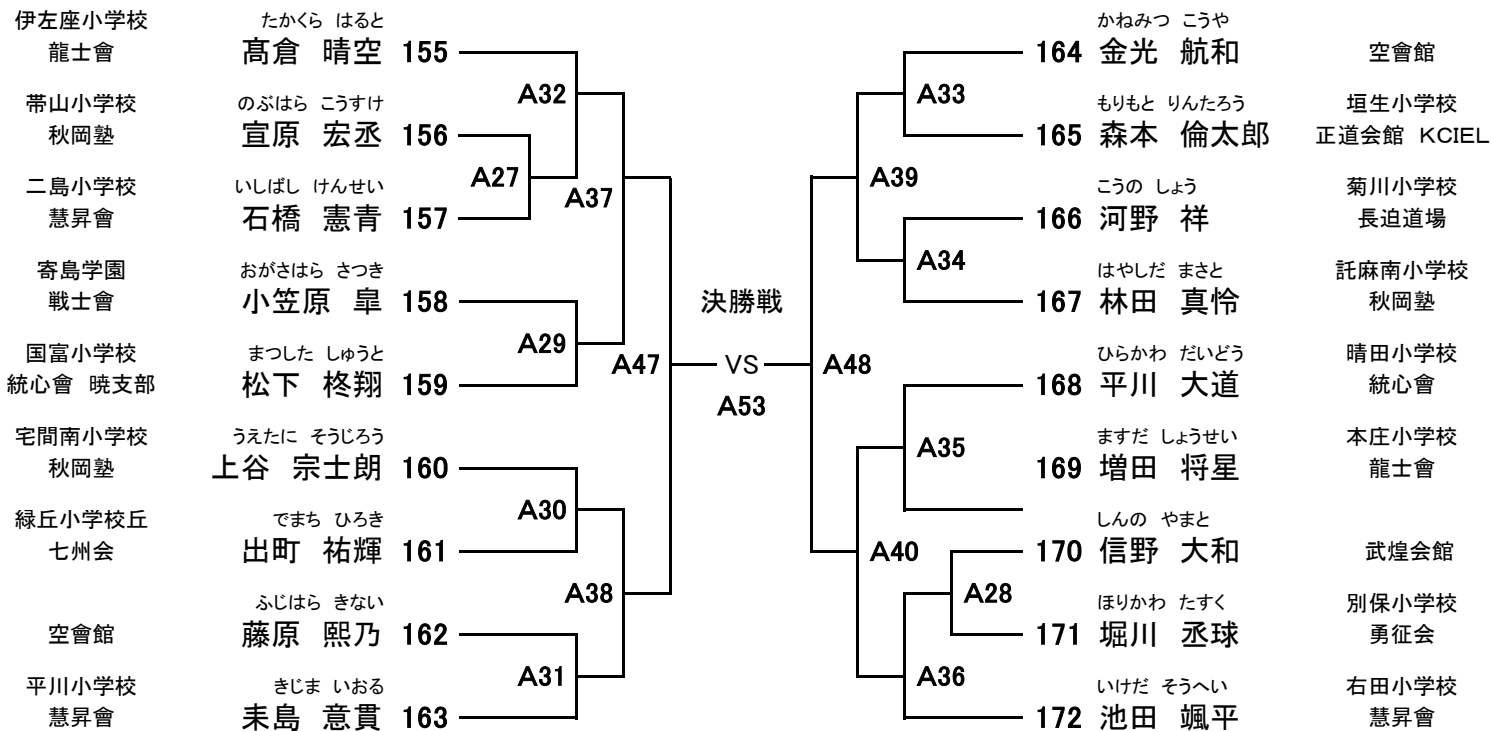 伊左座小学校 たかくら はると
龍士會 髙倉 晴空 155
A32
帯山小学校 のぶはら こうすけ
秋岡塾 宣原 宏丞 156
A27
二島小学校 いしばし けんせい
慧昇會 石橋 憲青 157
A37
寄島学園 おがさはら さつき
戦士會 小笠原 皐 158
A29
国富小学校 まつした しゅうと
統心會 暁支部 松下 柊翔 159
A47
宅間南小学校 うえたに そうじろう
秋岡塾 上谷 宗士朗 160
A30
緑丘小学校丘 でまち ひろき
七州会 出町 祐輝 161
A38
ふじはら きない
空會館 藤原 熙乃 162
A31
平川小学校 きじま いおる
慧昇會 耒島 意貫 163
決勝戦
VS
A53
かねみつ こうや
164 金光 航和 空會館
A33
もりもと りんたろう 垣生小学校
165 森本 倫太郎 正道会館 KCIEL
A39
こうの しょう 菊川小学校
166 河野 祥 長迫道場
A34
はやしだ まさと 託麻南小学校
167 林田 真怜 秋岡塾
A48
ひらかわ だいどう 晴田小学校
168 平川 大道 統心會
A35
ますだ しょうせい 本庄小学校
169 増田 将星 龍士會
A40
しんの やまと
170 信野 大和 武煌会館
A28
ほりかわ たすく 別保小学校
171 堀川 丞球 勇征会
A36
いけだ そうへい 右田小学校
172 池田 颯平 慧昇會